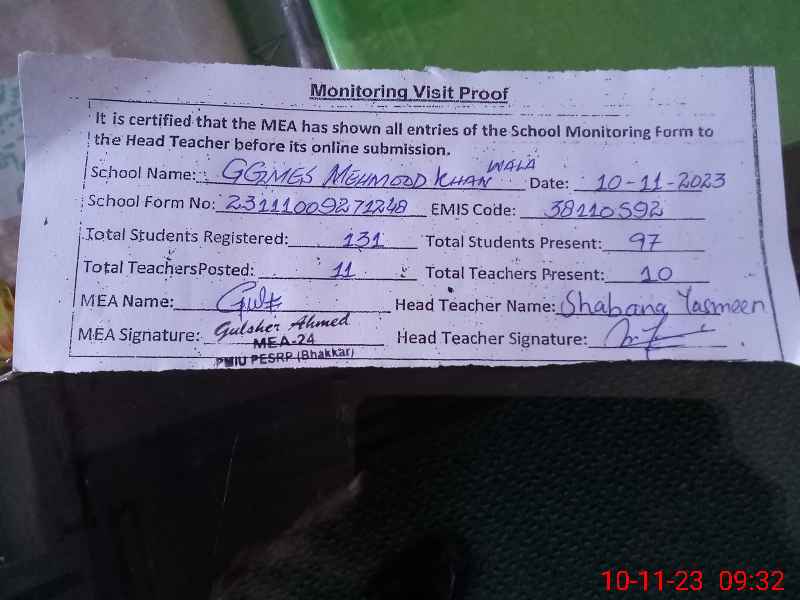 Monitoring Visit Proof
It is certified that the MEA has shown all entries of the School Monitoring Form to
the Head Teacher before its online submission.
School Name: GGMES MEHMOOD KHAN WALA Date: 10-11-2023
School Form No: 23111009271248 EMIS Code: 38110592
Total Students Registered: 131 Total Students Present: 97
Total TeachersPosted: 11 Total Teachers Present: 10
MEA Name: Head Teacher Name: Shabana Yasmeen
MEA Signature: Gulsher Ahmed Head Teacher Signature:
MEA-24
PMIU PESRP (Bhakkar)
10-11-23 09:32